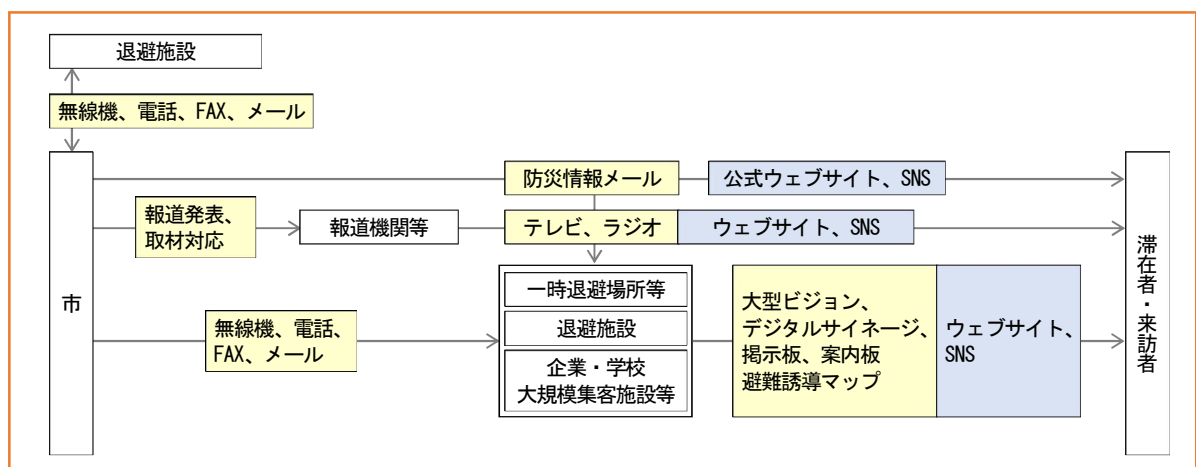 退避施設
無線機、電話、FAX、メール
防災情報メール
公式ウェブサイト、SNS
報道発表、
取材対応
報道機関等
テレビ、ラジオ
ウェブサイト、SNS
市
無線機、電話、
FAX、メール
一時退避場所等
退避施設
企業・学校
大規模集客施設等
大型ビジョン、
デジタルサイネージ、
掲示板、案内板
避難誘導マップ
ウェブサイト、
SNS
滞在者・来訪者